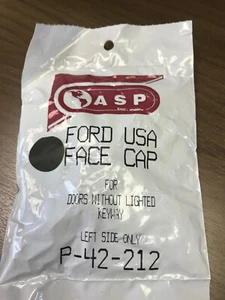 ASP
FORD USA
FACE CAP
FOR
DOORS WITHOUT LIGHTED
KEYWAY
LEFT SIDE ONLY
P-42-212